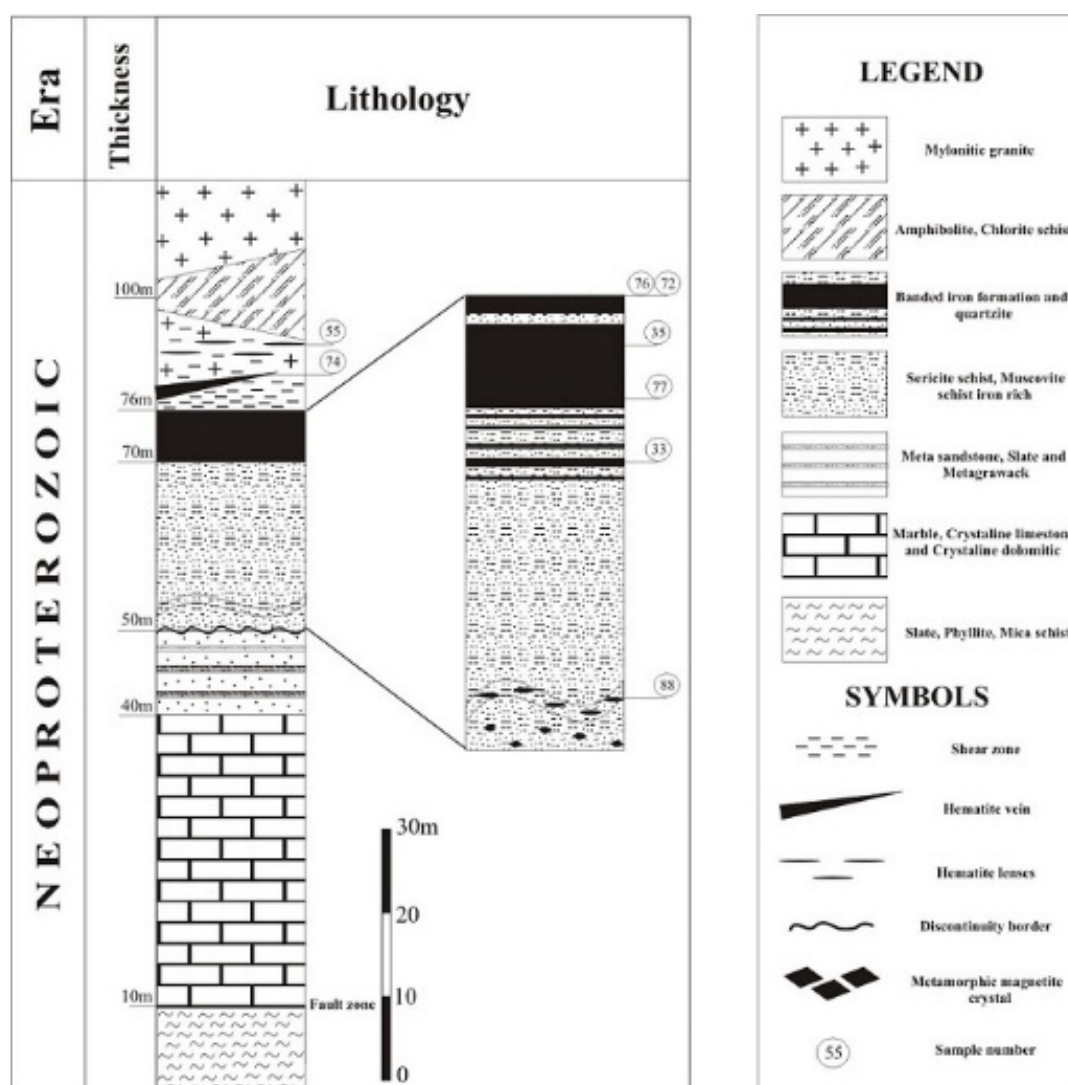 Era
Thickness
Lithology
NEOPROTEROZOIC
100m
76m
70m
50m
40m
10m
55
74
76 72
35
77
33
88
Fault zone
30m
20
10
0
LEGEND
Mylonitic granite
Amphibolite, Chlorite schist
Banded iron formation and
quartzite
Sericite schist, Muscovite
schist iron rich
Meta sandstone, Slate and
Metagrawack
Marble, Crystaline limeston
and Crystaline dolomitic
Slate, Phyllite, Mica schist
SYMBOLS
Shear zone
Hematite vein
Hematite lenses
Discontinuity border
Metamorphic magnetite
crystal
55
Sample number